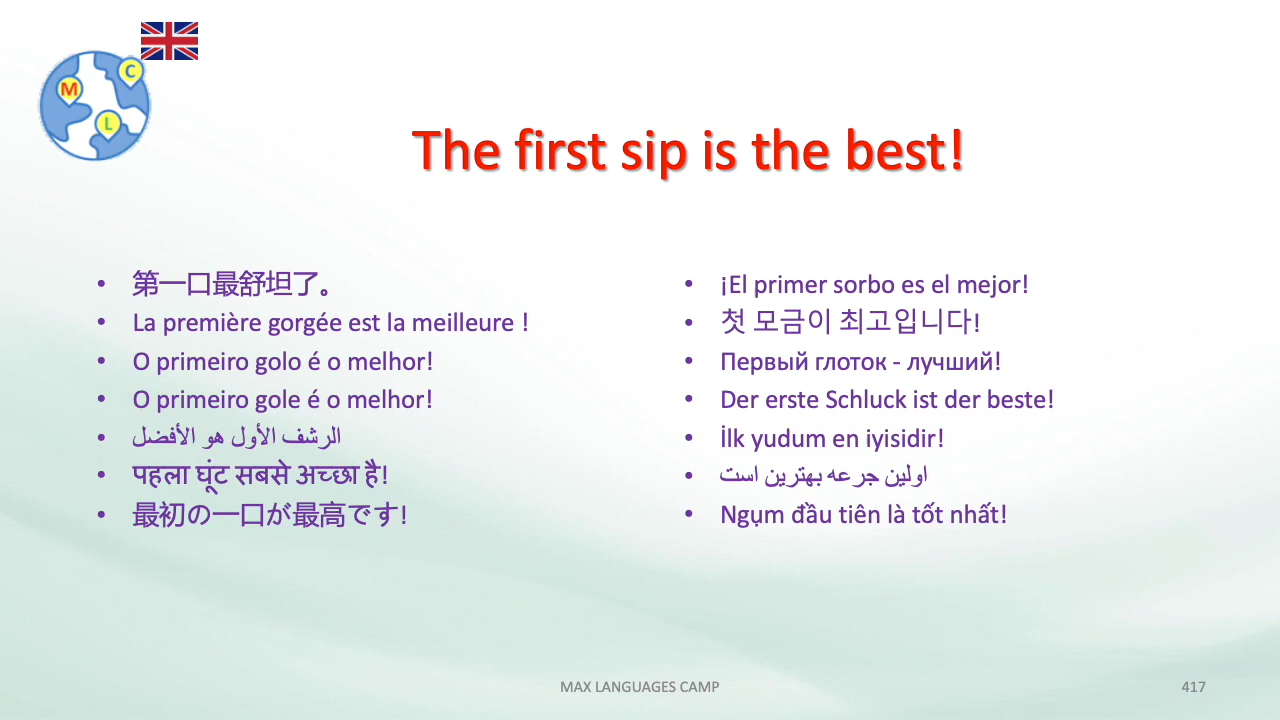 C
M
L
The first sip is the best!
第一口最舒坦了。
La première gorgée est la meilleure !
O primeiro golo é o melhor!
O primeiro gole é o melhor!
الرشف الأول هو الأفضل
पहला घूंट सबसे अच्छा है!
最初の一口が最高です!
¡El primer sorbo es el mejor!
첫 모금이 최고입니다!
Первый глоток - лучший!
Der erste Schluck ist der beste!
İlk yudum en iyisidir!
اولین جرعه بهترین است
Ngụm đầu tiên là tốt nhất!
MAX LANGUAGES CAMP
417